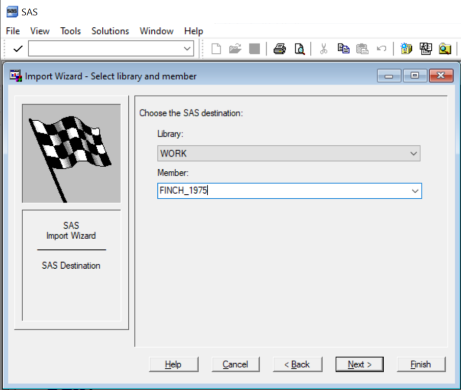 SAS
File View Tools Solutions Window Help
Import Wizard - Select library and member
Choose the SAS destination:
Library:
WORK
Member:
FINCH_1975
SAS
Import Wizard
SAS Destination
Help Cancel < Back Next > Finish